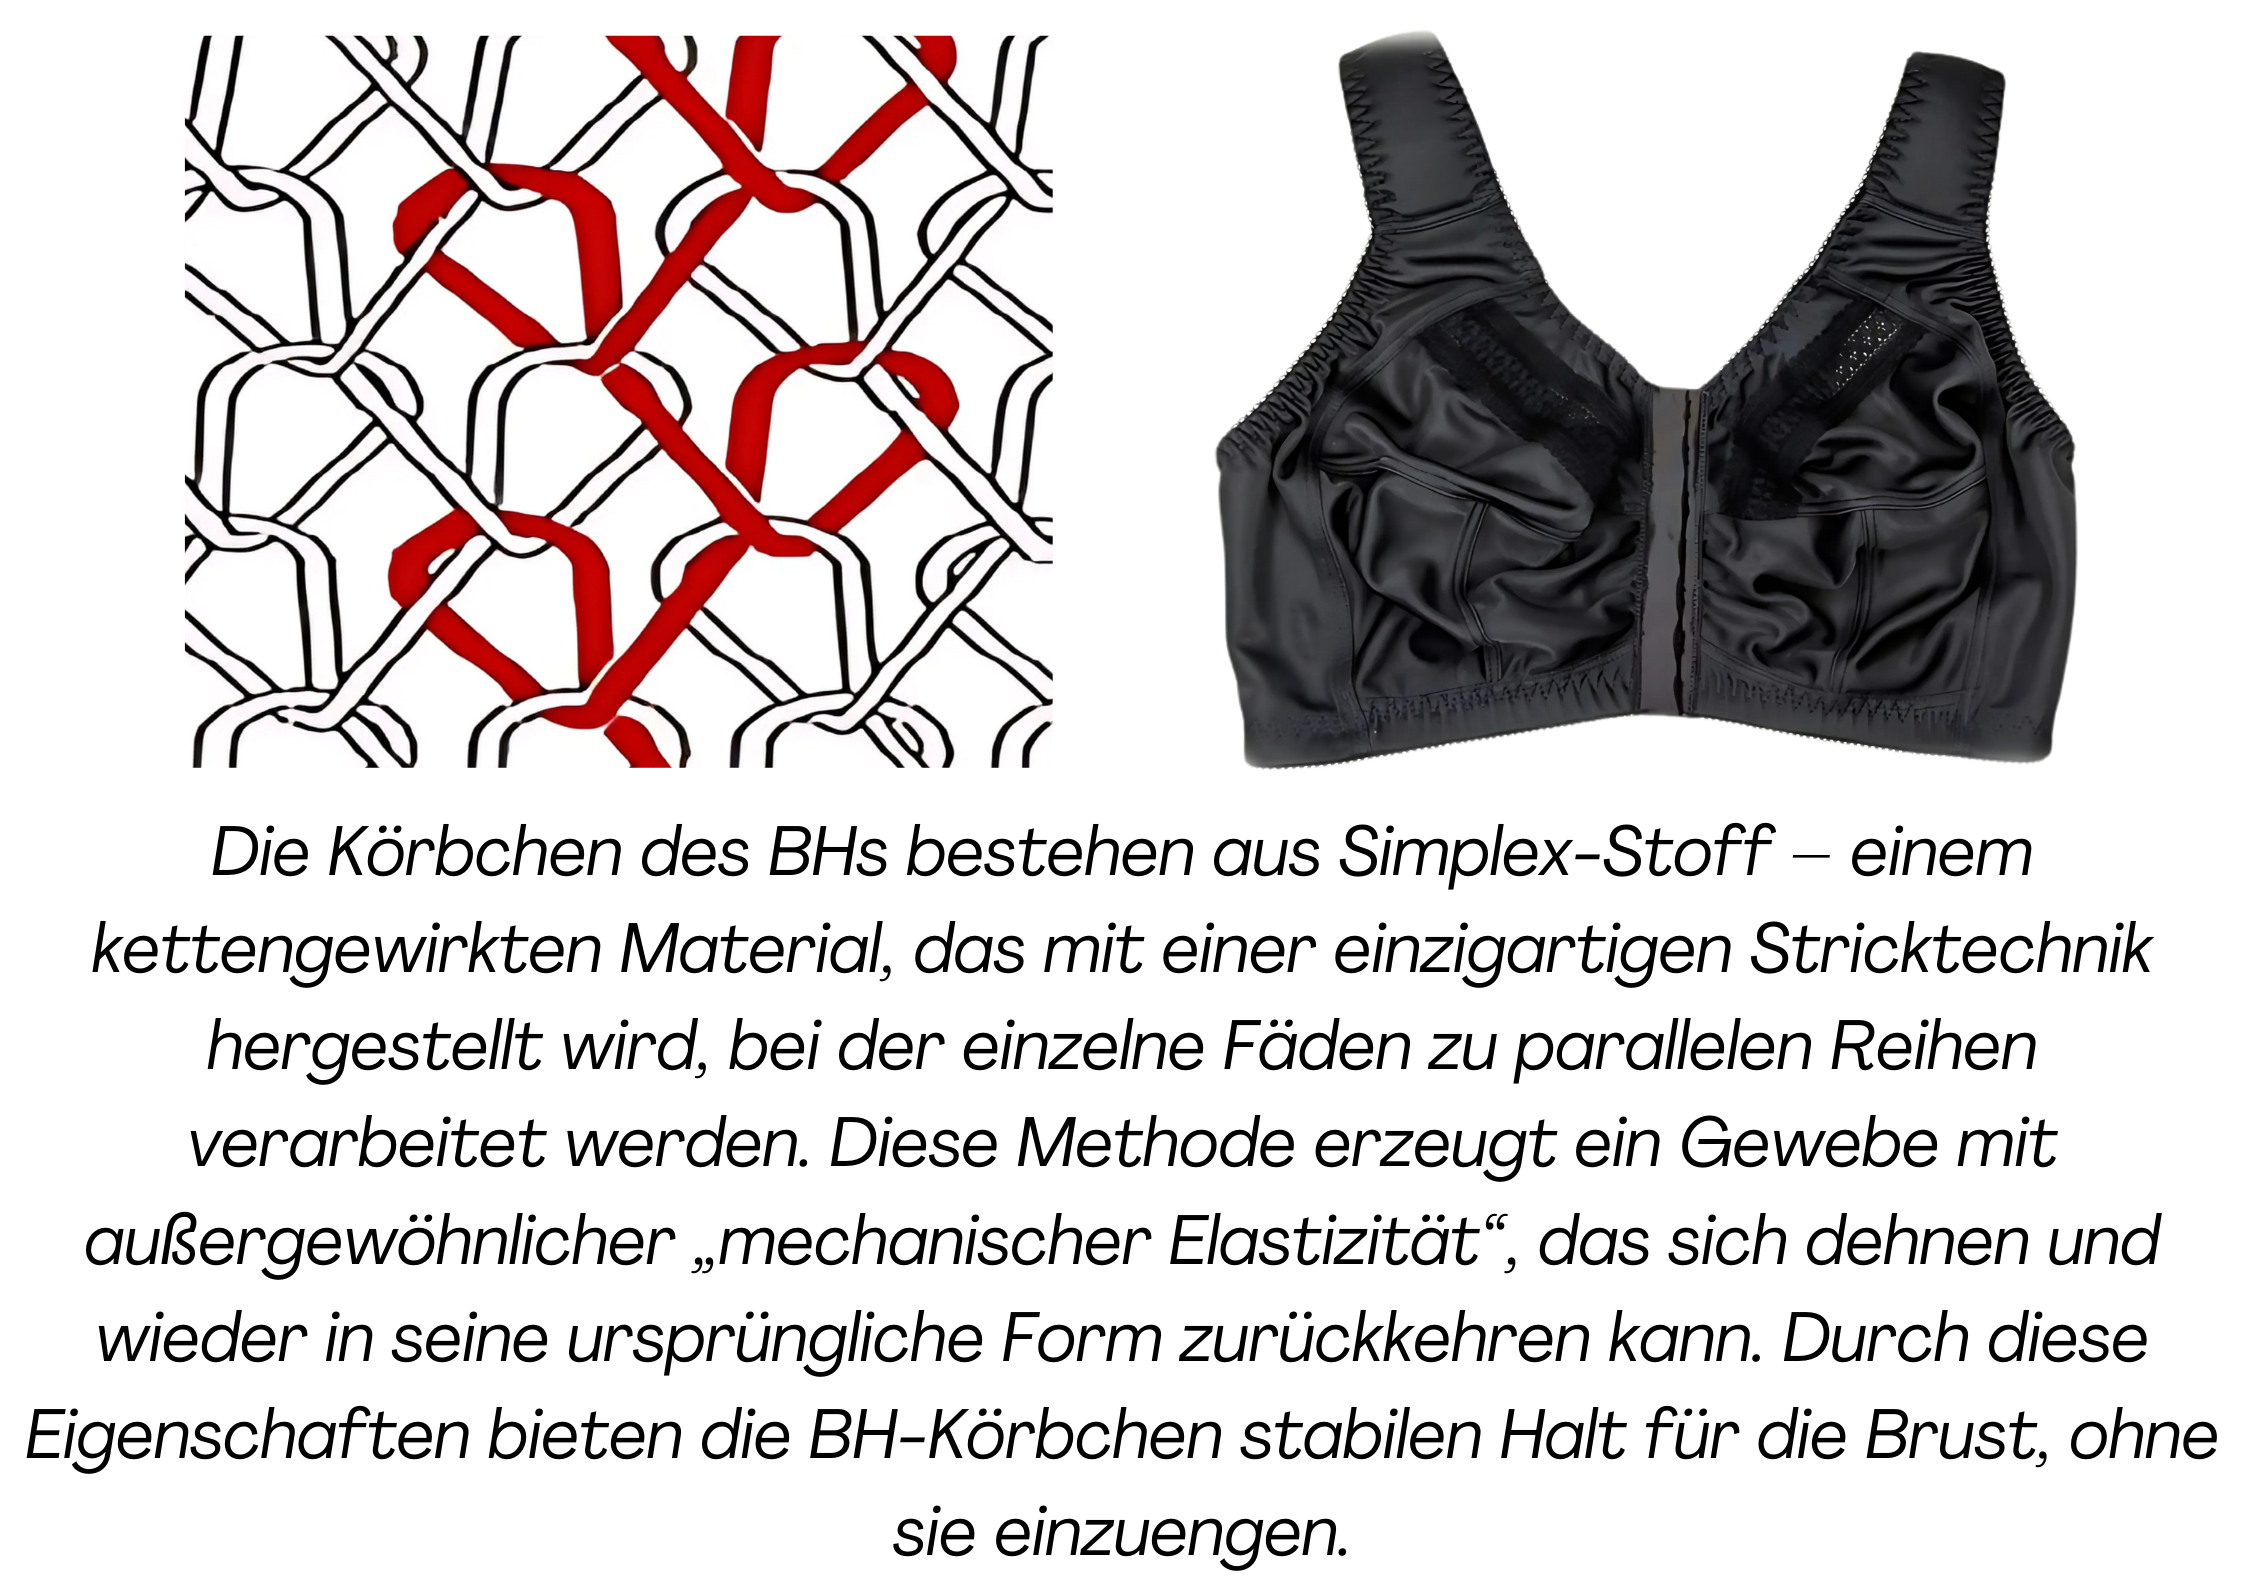 Die Körbchen des BHs bestehen aus Simplex-Stoff – einem
kettengewirkten Material, das mit einer einzigartigen Stricktechnik
hergestellt wird, bei der einzelne Fäden zu parallelen Reihen
verarbeitet werden. Diese Methode erzeugt ein Gewebe mit
außergewöhnlicher „mechanischer Elastizität“, das sich dehnen und
wieder in seine ursprüngliche Form zurückkehren kann. Durch diese
Eigenschaften bieten die BH-Körbchen stabilen Halt für die Brust, ohne
sie einzuengen.